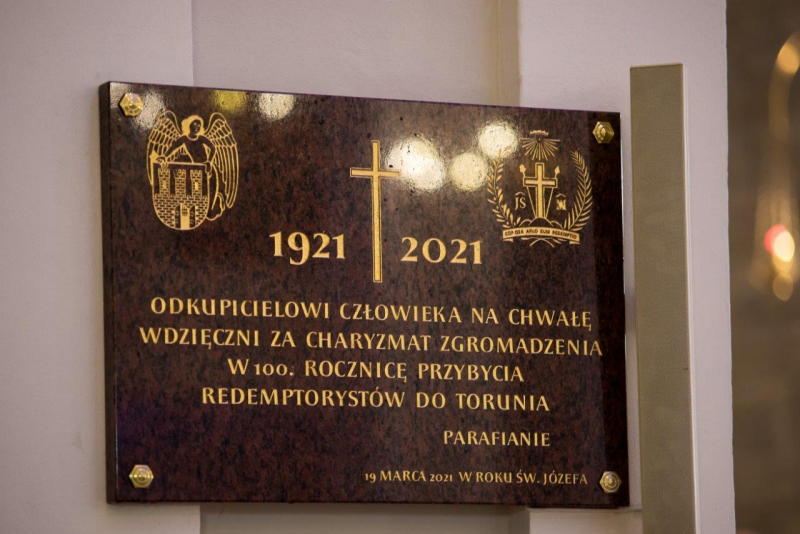 1921 2021
ODKUPICIELOWI CZŁOWIEKA NA CHWAŁĘ
WDZIĘCZNI ZA CHARYZMAT ZGROMADZENIA
W 100. ROCZNICĘ PRZYBYCIA
REDEMPTORYSTÓW DO TORUNIA
PARAFIANIE
19 MARCA 2021 W ROKU ŚW. JÓZEFA